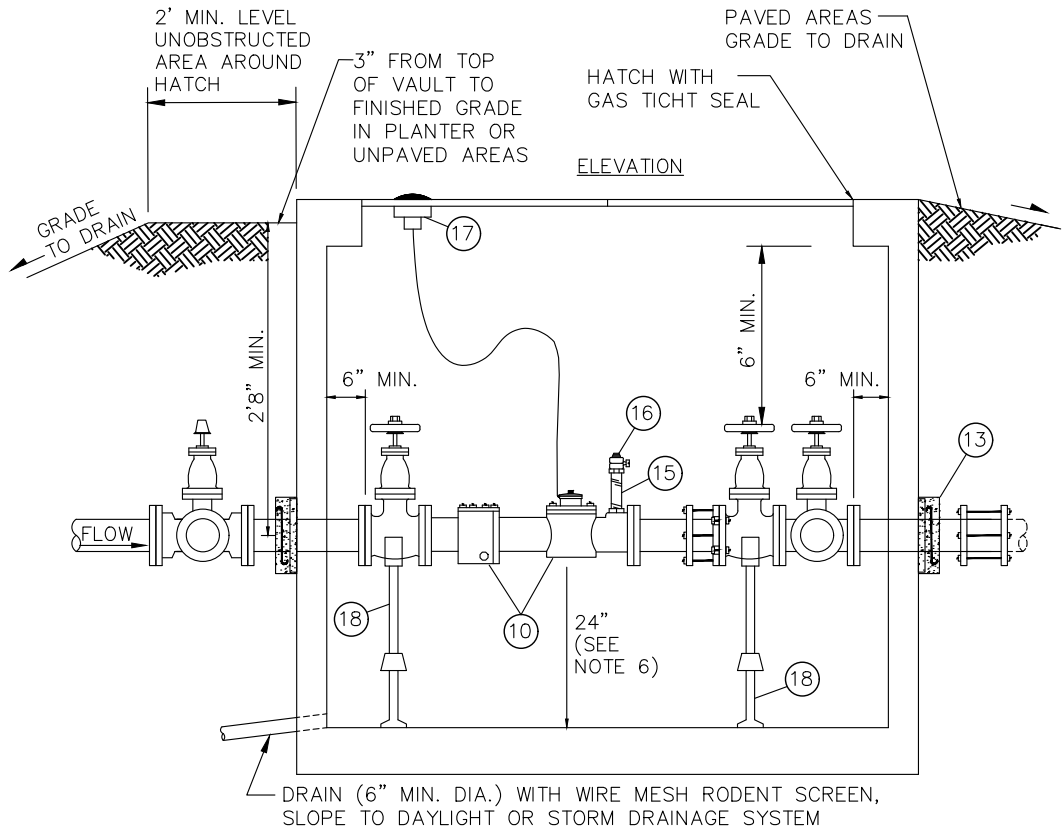 2' MIN. LEVEL
UNOBSTRUCTED
AREA AROUND
HATCH
3" FROM TOP
OF VAULT TO
FINISHED GRADE
IN PLANTER OR
UNPAVED AREAS
PAVED AREAS
GRADE TO DRAIN
HATCH WITH
GAS TICHT SEAL
ELEVATION
GRADE
TO DRAIN
17
2'8" MIN.
6" MIN.
6" MIN.
6" MIN.
16
15
13
FLOW
18
10
24"
(SEE
NOTE 6)
18
DRAIN (6" MIN. DIA.) WITH WIRE MESH RODENT SCREEN,
SLOPE TO DAYLIGHT OR STORM DRAINAGE SYSTEM